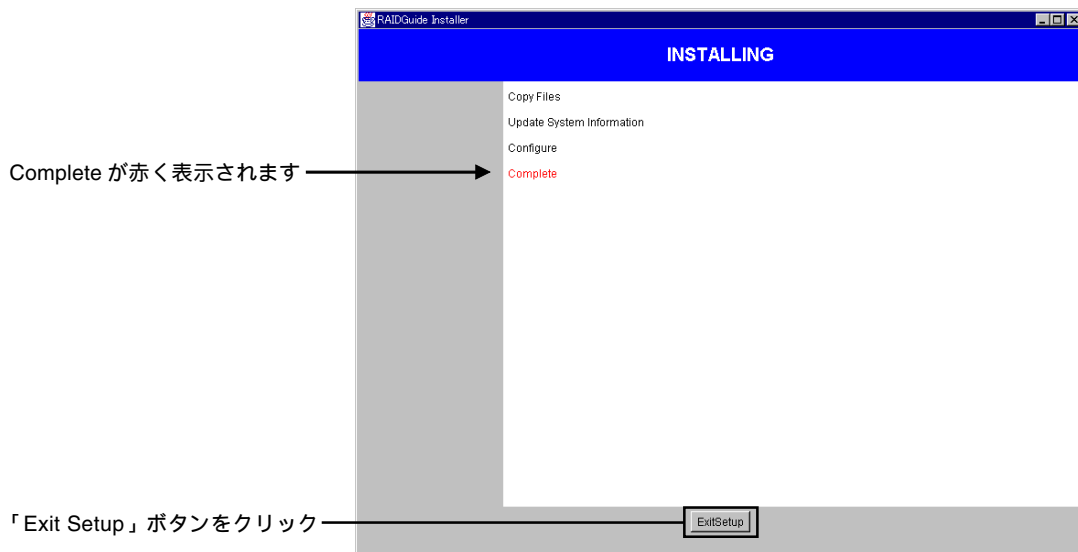 RAIDGuide Installer
INSTALLING
Copy Files
Update System Information
Configure
Complete が赤く表示されます
Complete
「Exit Setup」ボタンをクリック
ExitSetup